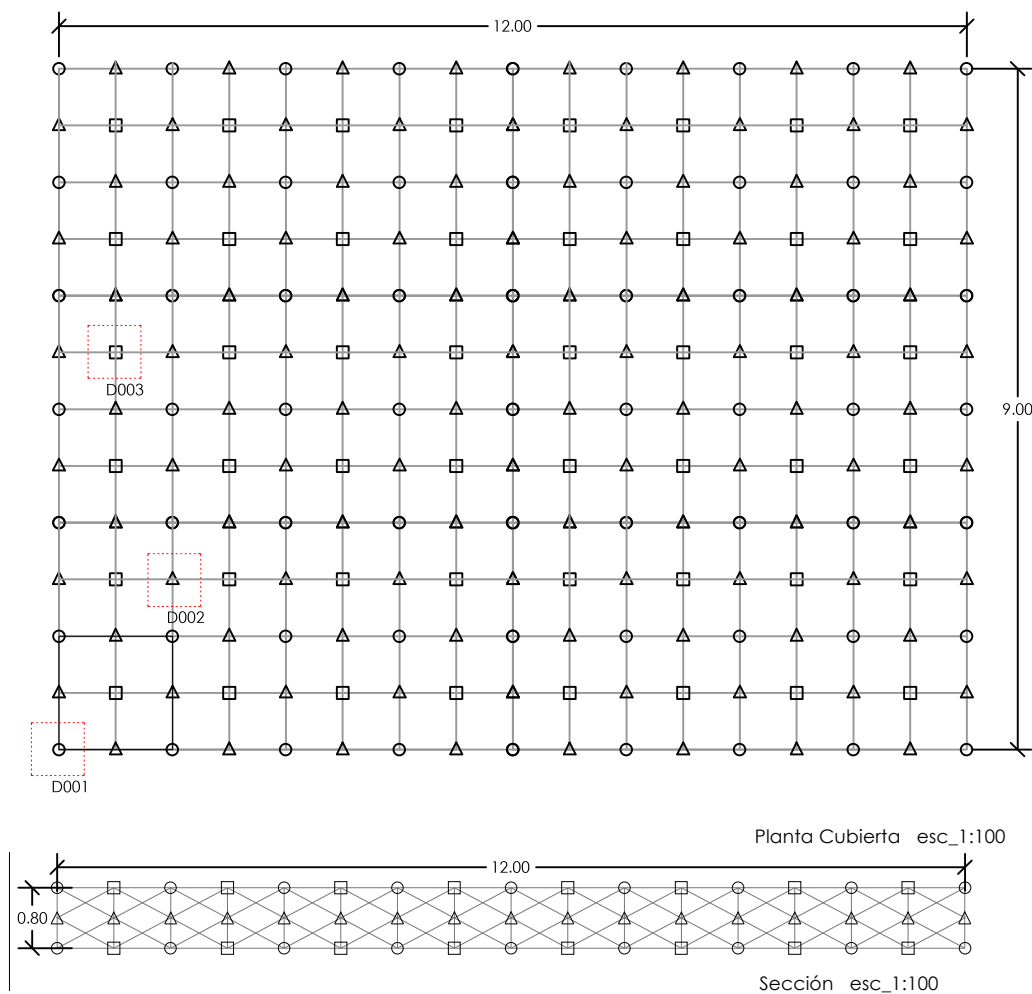 12.00
9.00
D003
D002
D001
Planta Cubierta esc_1:100
12.00
0.80
Sección esc_1:100